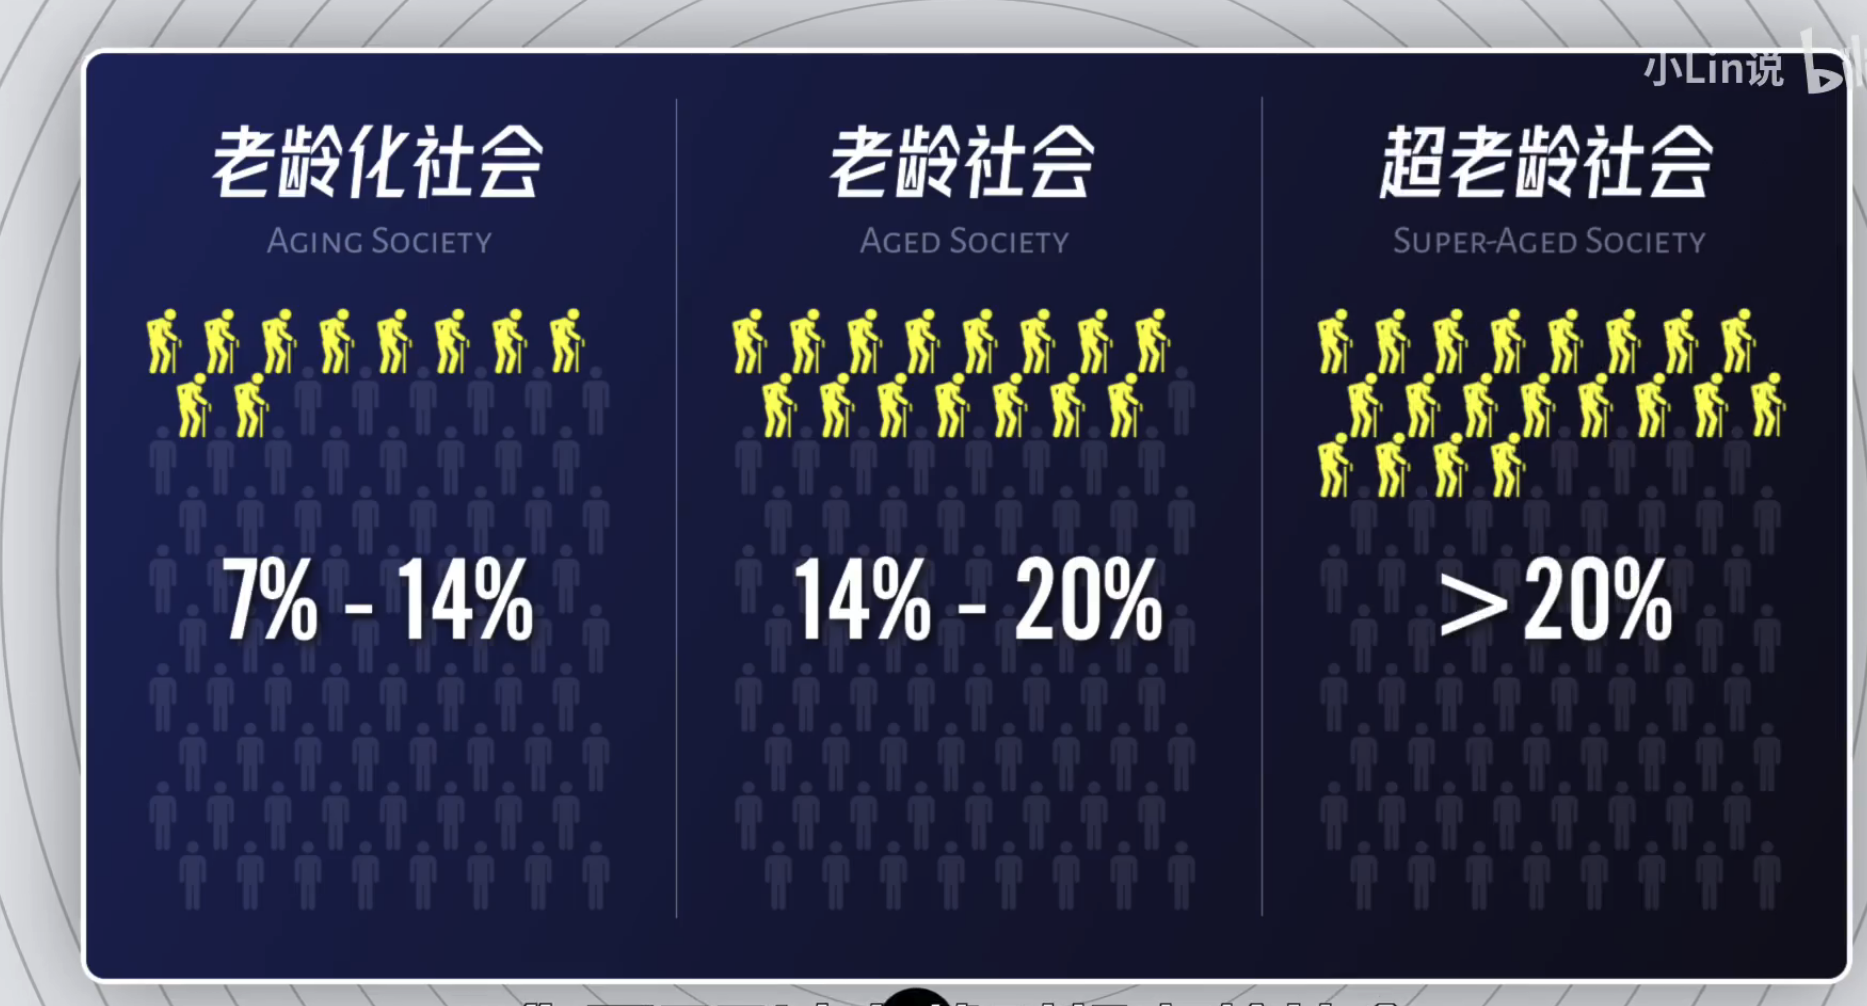 小Lin说
老龄化社会
AGING SOCIETY
7% - 14%
老龄社会
AGED SOCIETY
14% - 20%
超老龄社会
SUPER-AGED SOCIETY
>20%